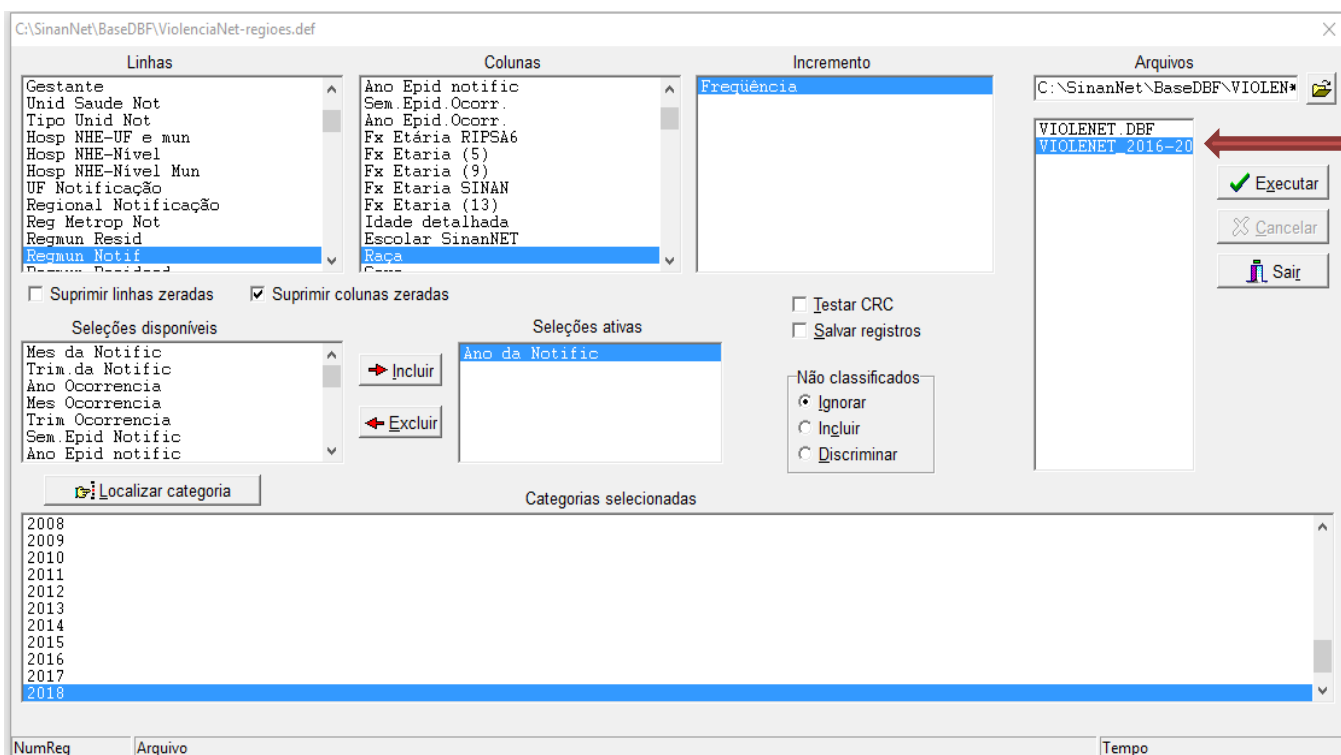 C:\SinanNet\BaseDBF\ViolenciaNet-regioes.def
Linhas
Gestante
Unid Saude Not
Tipo Unid Not
Hosp NHE-UF e mun
Hosp NHE-Nível
Hosp NHE-Nível Mun
UF Notificação
Regional Notificação
Reg Metrop Not
Regmun Resid
Regmun Notif
Colunas
Ano Epid notific
Sem.Epid.Ocorr.
Ano Epid.Ocorr.
Fx Etária RIPSA6
Fx Etaria (5)
Fx Etaria (9)
Fx Etaria SINAN
Fx Etaria (13)
Idade detalhada
Escolar SinanNET
Raça
Incremento
Freqüência
Arquivos
C:\SinanNet\BaseDBF\VIOLEN*
VIOLENET.DBF
VIOLENET_2016-20
Executar
Cancelar
Sair
Suprimir linhas zeradas
Suprimir colunas zeradas
Testar CRC
Salvar registros
Seleções disponíveis
Mes da Notific
Trim.da Notific
Ano Ocorrencia
Mes Ocorrencia
Trim Ocorrencia
Sem.Epid Notific
Ano Epid notific
Incluir
Excluir
Seleções ativas
Ano da Notific
Não classificados
Ignorar
Incluir
Discriminar
Localizar categoria
Categorias selecionadas
2008
2009
2010
2011
2012
2013
2014
2015
2016
2017
2018
NumReg
Arquivo
Tempo